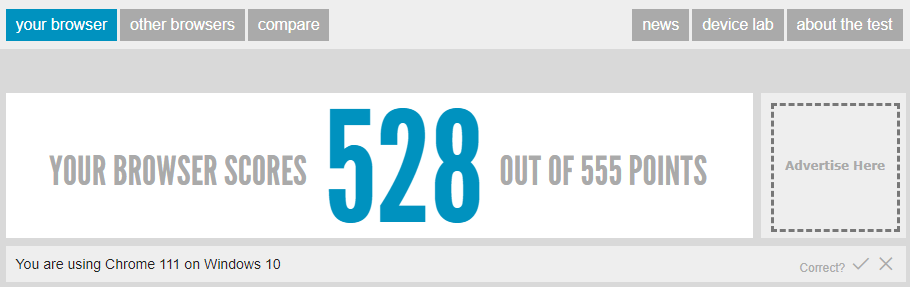 your browser other browsers compare news device lab about the test
YOUR BROWSER SCORES 528 OUT OF 555 POINTS
Advertise Here
You are using Chrome 111 on Windows 10 Correct?